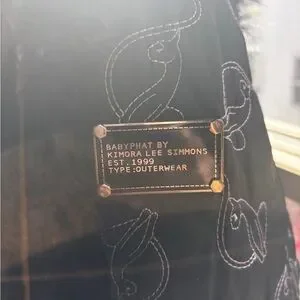 BABYPHAT BY
KIMORA LEE SIMMONS
EST.1999
TYPE:OUTERWEAR